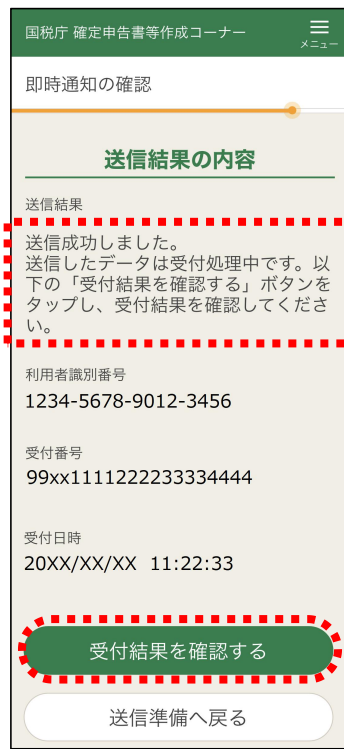 国税庁 確定申告書等作成コーナー
メニュー
即時通知の確認
送信結果の内容
送信結果
送信成功しました。
送信したデータは受付処理中です。以
下の「受付結果を確認する」ボタンを
タップし、受付結果を確認してくださ
い。
利用者識別番号
1234-5678-9012-3456
受付番号
99xx1111222233334444
受付日時
20XX/XX/XX 11:22:33
受付結果を確認する
送信準備へ戻る